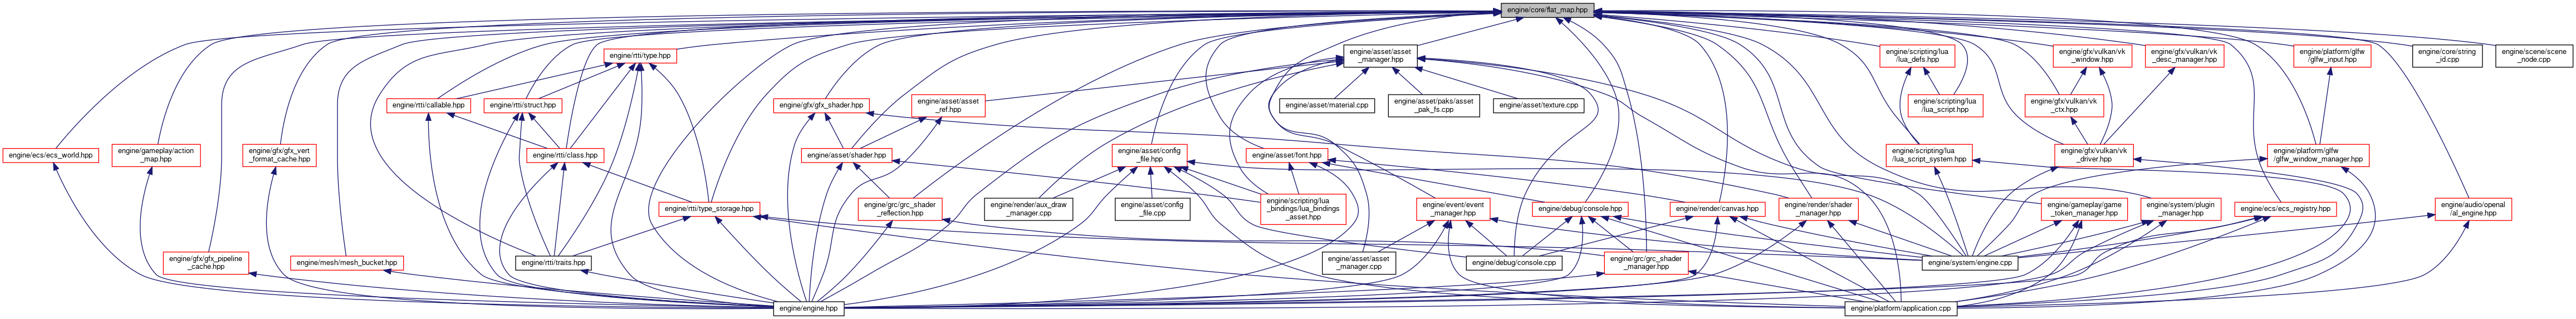 engine/core/flat_map.hpp
engine/rtti/type.hpp
engine/asset/asset
_manager.hpp
engine/scripting/lua
/lua_defs.hpp
engine/gfx/vulkan/vk
_window.hpp
engine/gfx/vulkan/vk
_desc_manager.hpp
engine/platform/glfw
/glfw_input.hpp
engine/core/string
_id.cpp
engine/scene/scene
_node.cpp
engine/rtti/callable.hpp
engine/rtti/struct.hpp
engine/gfx/gfx_shader.hpp
engine/asset/asset
_ref.hpp
engine/asset/material.cpp
engine/asset/paks/asset
_pak_fs.cpp
engine/asset/texture.cpp
engine/scripting/lua
/lua_script.hpp
engine/gfx/vulkan/vk
_ctx.hpp
engine/ecs/ecs_world.hpp
engine/gameplay/action
_map.hpp
engine/gfx/gfx_vert
_format_cache.hpp
engine/rtti/class.hpp
engine/asset/shader.hpp
engine/asset/config
_file.hpp
engine/asset/font.hpp
engine/scripting/lua
/lua_script_system.hpp
engine/gfx/vulkan/vk
_driver.hpp
engine/platform/glfw
/glfw_window_manager.hpp
engine/rtti/type_storage.hpp
engine/grc/grc_shader
_reflection.hpp
engine/render/aux_draw
_manager.cpp
engine/asset/config
_file.cpp
engine/scripting/lua
_bindings/lua_bindings
_asset.hpp
engine/event/event
_manager.hpp
engine/debug/console.hpp
engine/render/canvas.hpp
engine/render/shader
_manager.hpp
engine/gameplay/game
_token_manager.hpp
engine/system/plugin
_manager.hpp
engine/ecs/ecs_registry.hpp
engine/audio/openal
/al_engine.hpp
engine/gfx/gfx_pipeline
_cache.hpp
engine/mesh/mesh_bucket.hpp
engine/rtti/traits.hpp
engine/asset/asset
_manager.cpp
engine/debug/console.cpp
engine/grc/grc_shader
_manager.hpp
engine/system/engine.cpp
engine/engine.hpp
engine/platform/application.cpp